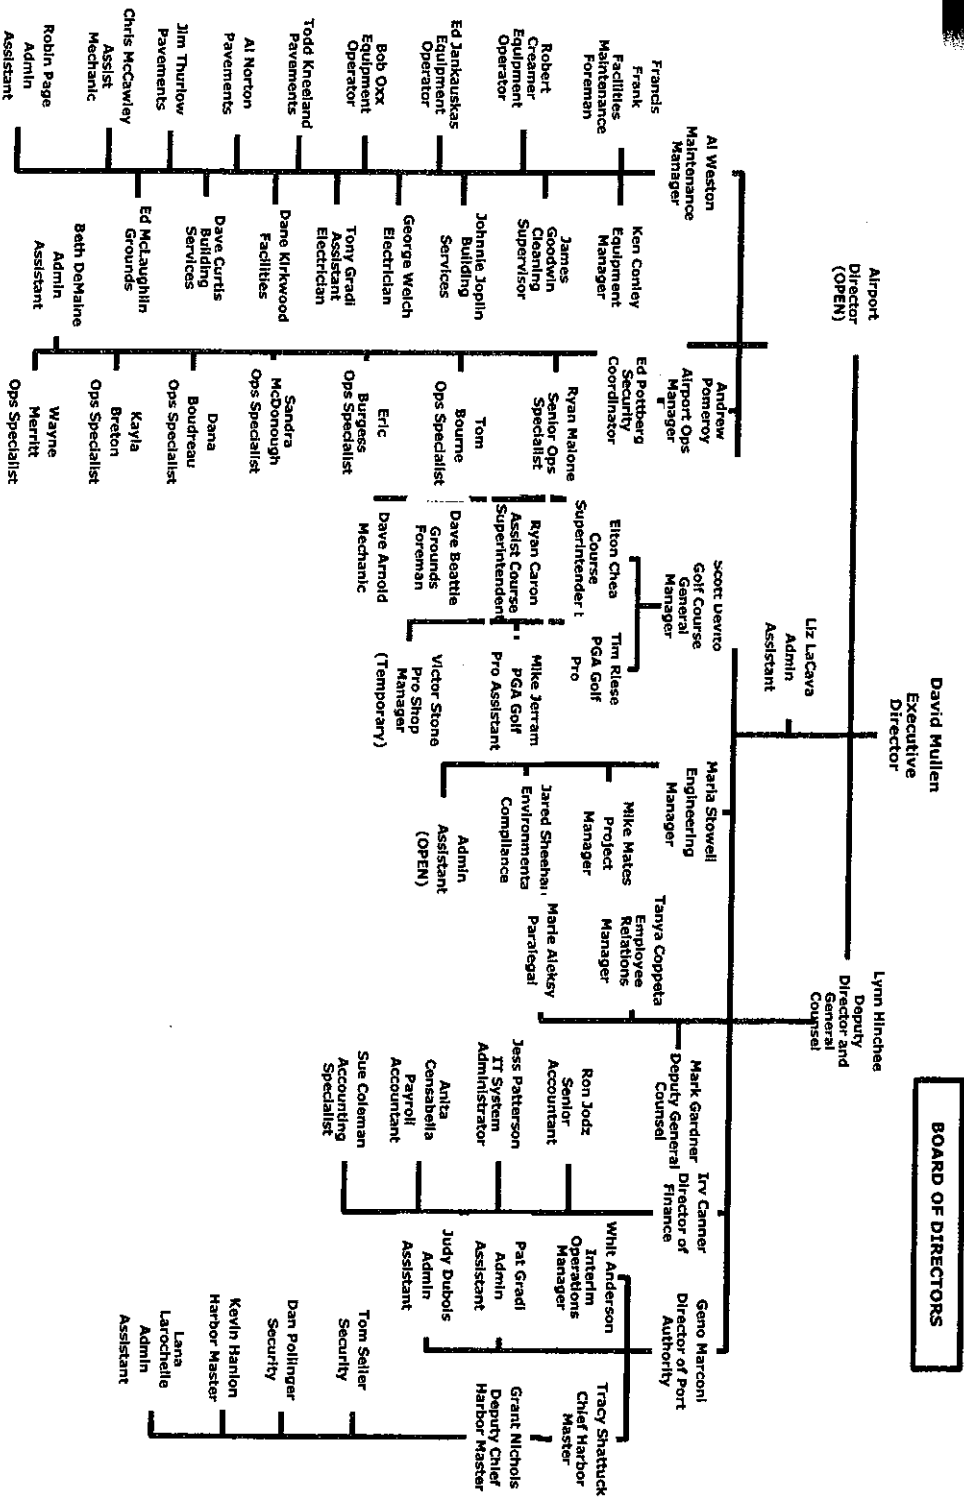 BOARD OF DIRECTORS
David Mullen
Executive
Director
Airport
Director
(OPEN)
Lynn Hinchee
Deputy
Director and
General
Counsel
Liz LaCava
Admin
Assistant
Al Weston
Maintenance
Manager
Andrew
Pomeroy
Airport Ops
Manager
Scott Devito
Golf Course
General
Manager
Maria Stowell
Engineering
Manager
Tanya Coppeta
Employee
Relations
Manager
Mark Gardner
Deputy General
Counsel
Irv Canner
Director of
Finance
Geno Marconi
Director of Port
Authority
Francis
Frank
Facilities
Maintenance
Foreman
Ken Conley
Equipment
Manager
Ed Pottberg
Security
Coordinator
Elton Chea
Course
Superintendert
Tim Riese
PGA Golf
Pro
Mike Mates
Project
Manager
Marie Aleksy
Paralegal
Ron Jodz
Senior
Accountant
Whit Anderson
Interim
Operations
Manager
Tracy Shattuck
Chief Harbor
Master
Robert
Creamer
Equipment
Operator
James
Goodwin
Cleaning
Supervisor
Ryan Malone
Senior Ops
Specialist
Ryan Caron
Assist Course
Superintendent
Mike Jerram
PGA Golf
Pro Assistant
Jared Sheehan
Environmenta
Compliance
Jess Patterson
IT System
Administrator
Pat Gradi
Admin
Assistant
Grant Nichols
Deputy Chief
Harbor Master
Ed Jankauskas
Equipment
Operator
Johnnie Joplin
Building
Services
Tom
Bourne
Ops Specialist
Dave Beattie
Grounds
Foreman
Victor Stone
Pro Shop
Manager
(Temporary)
Admin
Assistant
(OPEN)
Anita
Censabella
Payroll
Accountant
Judy Dubois
Admin
Assistant
Bob Oxx
Equipment
Operator
George Welch
Electrician
Eric
Burgess
Ops Specialist
Dave Arnold
Mechanic
Sue Coleman
Accounting
Specialist
Tom Seiler
Security
Todd Kneeland
Pavements
Tony Gradi
Assistant
Electrician
Sandra
McDonough
Ops Specialist
Dan Pollinger
Security
Al Norton
Pavements
Dane Kirkwood
Facilities
Dana
Boudreau
Ops Specialist
Kevin Hanlon
Harbor Master
Jim Thurlow
Pavements
Dave Curtis
Building
Services
Kayla
Breton
Ops Specialist
Lana
Larochelle
Admin
Assistant
Chris McCawley
Assist
Mechanic
Ed McLaughlin
Grounds
Wayne
Merritt
Ops Specialist
Robin Page
Admin
Assistant
Beth DeMaine
Admin
Assistant